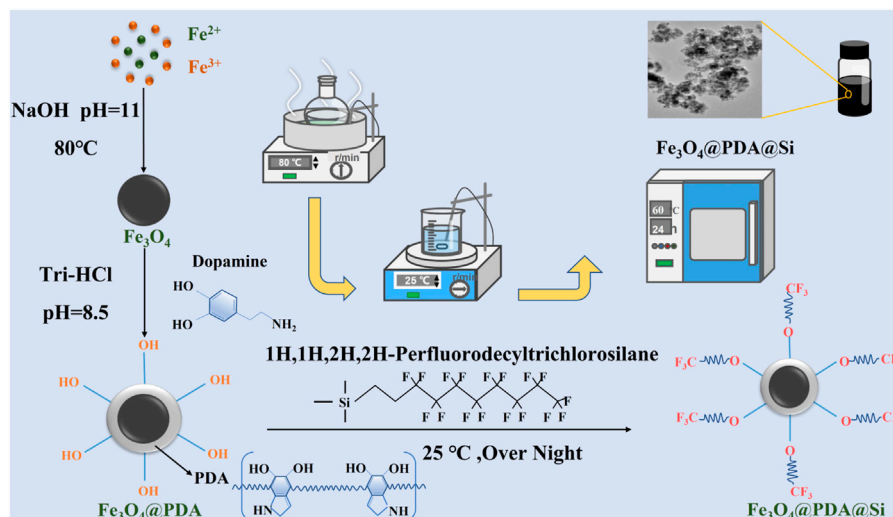 Fe²⁺
Fe³⁺
NaOH pH=11
80℃
Fe₃O₄
Tri-HCl
pH=8.5
Dopamine
HO
HO
NH₂
80 ℃
r/min
25 ℃
r/min
Fe₃O₄@PDA@Si
60 C
24 h
OH
HO
OH
HO
OH
OH
PDA
Fe₃O₄@PDA
1H,1H,2H,2H-Perfluorodecyltrichlorosilane
Si
F F F F F F F F F
F F F F F F F F
25 ℃ ,Over Night
HO OH
HO OH
HN
NH
CF₃
O
F₃C O
O CF
F₃C O
O C
O
CF₃
Fe₃O₄@PDA@Si